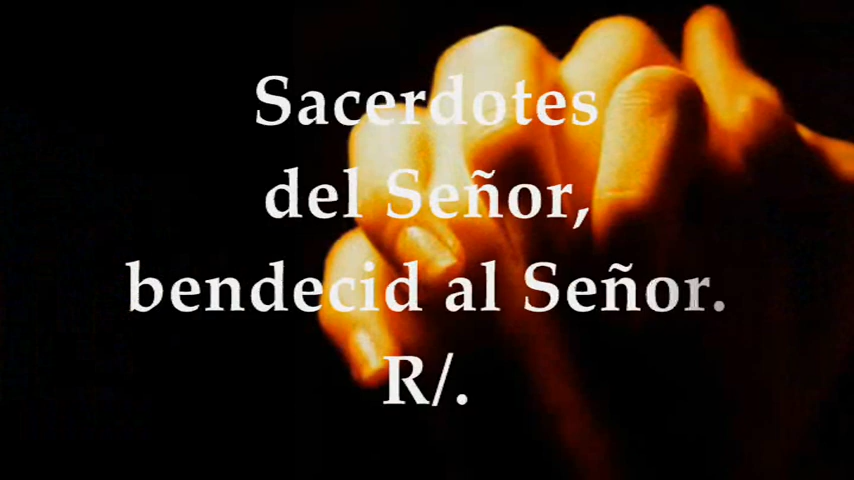 Sacerdotes
del Señor,
bendecid al Señor.
R/.